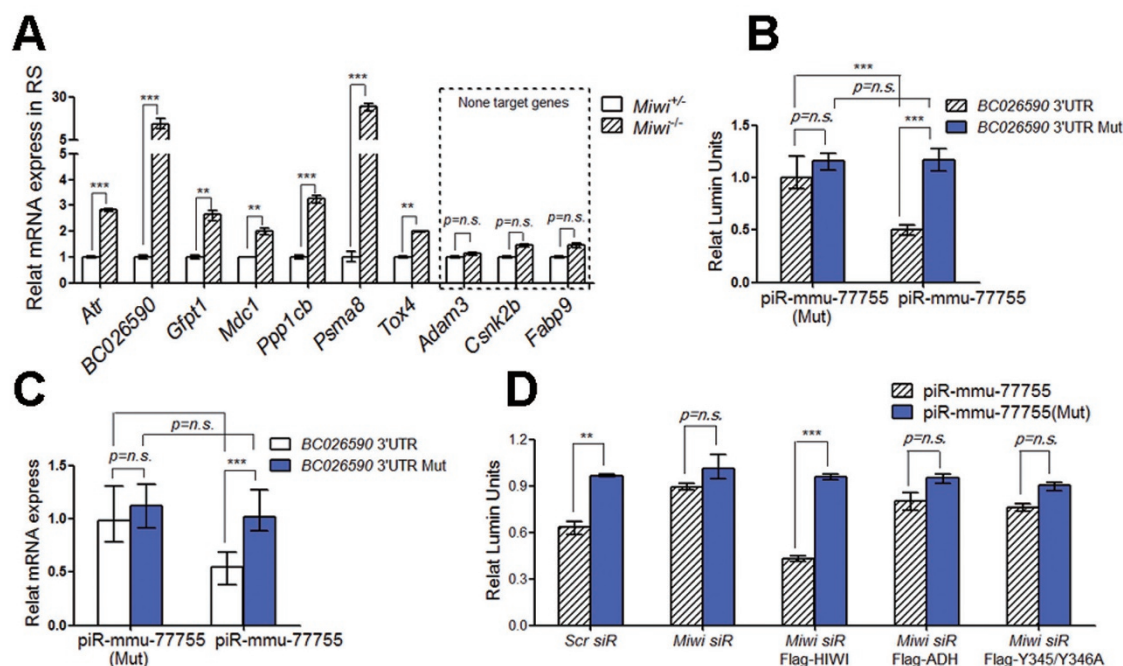 A
Relat mRNA express in RS
30
5
5
4
3
2
1
0
***
***
**
**
***
***
**
p=n.s.
p=n.s.
p=n.s.
None target genes
Miwi+/-
Miwi-/-
Atr
BC026590
Gfpt1
Mdc1
Ppp1cb
Psma8
Tox4
Adam3
Csnk2b
Fabp9
B
BC026590 3'UTR
BC026590 3'UTR Mut
***
p=n.s.
p=n.s.
***
Relat Lumin Units
1.5
1.0
0.5
0.0
piR-mmu-77755
(Mut)
piR-mmu-77755
C
BC026590 3'UTR
BC026590 3'UTR Mut
p=n.s.
p=n.s.
***
Relat mRNA express
1.5
1.0
0.5
0.0
piR-mmu-77755
(Mut)
piR-mmu-77755
D
piR-mmu-77755
piR-mmu-77755(Mut)
**
p=n.s.
***
p=n.s.
p=n.s.
Relat Lumin Units
1.2
0.9
0.6
0.3
0.0
Scr siR
Miwi siR
Miwi siR
Flag-HIWI
Miwi siR
Flag-ADH
Miwi siR
Flag-Y345/Y346A